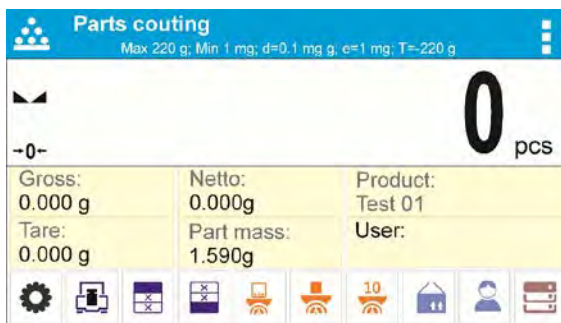 Parts couting
Max 220 g; Min 1 mg; d=0.1 mg g; e=1 mg; T=-220 g
→0←
0 pcs
Gross: Netto: Product:
0.000 g 0.000g Test 01
Tare: Part mass: User:
0.000 g 1.590g
10